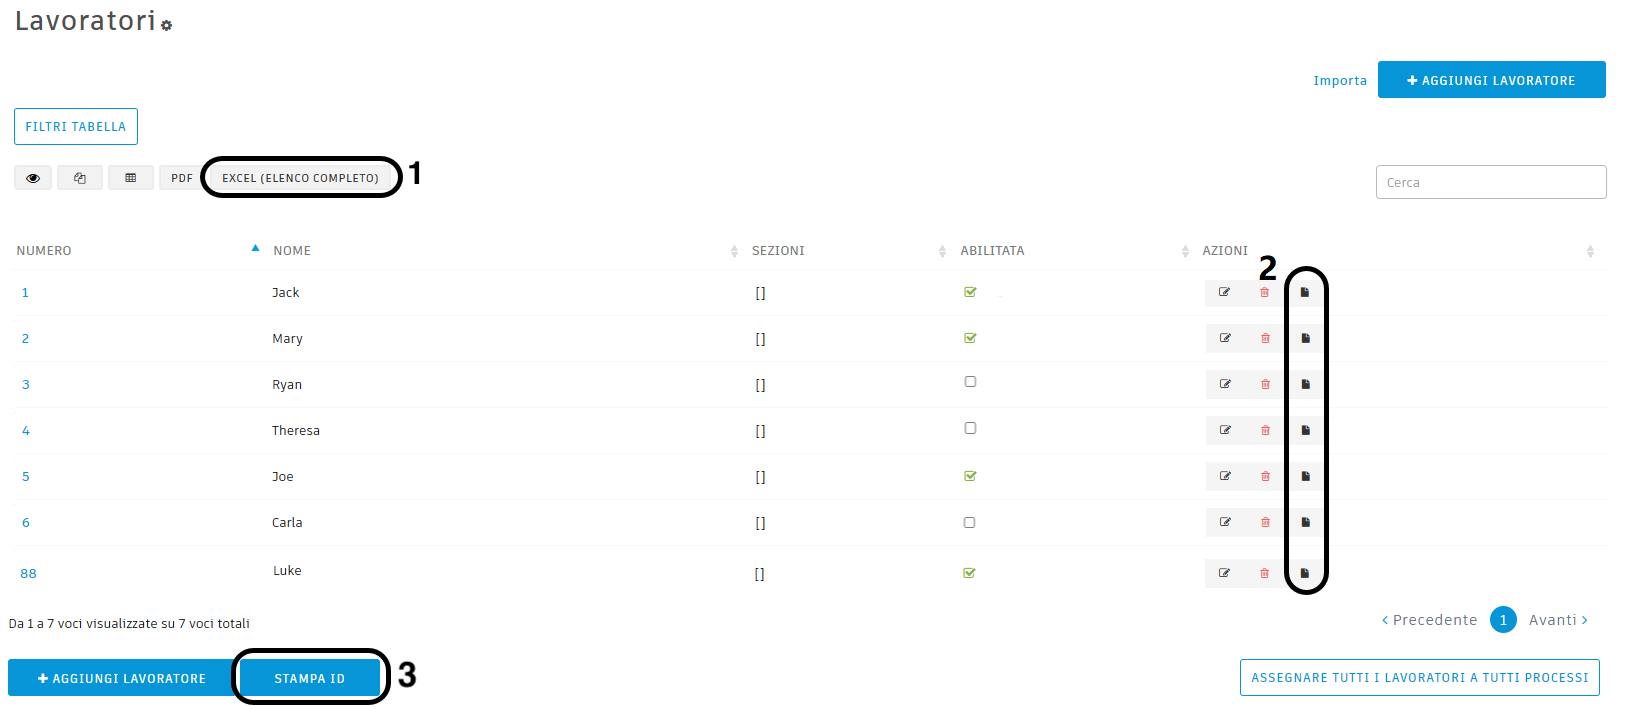 Lavoratori
Importa + AGGIUNGI LAVORATORE
FILTRI TABELLA
PDF EXCEL (ELENCO COMPLETO) 1
Cerca
NUMERO NOME SEZIONI ABILITATA AZIONI
2
1 Jack []
2 Mary []
3 Ryan []
4 Theresa []
5 Joe []
6 Carla []
88 Luke []
Da 1 a 7 voci visualizzate su 7 voci totali
< Precedente 1 Avanti >
+ AGGIUNGI LAVORATORE STAMPA ID 3
ASSEGNARE TUTTI I LAVORATORI A TUTTI PROCESSI